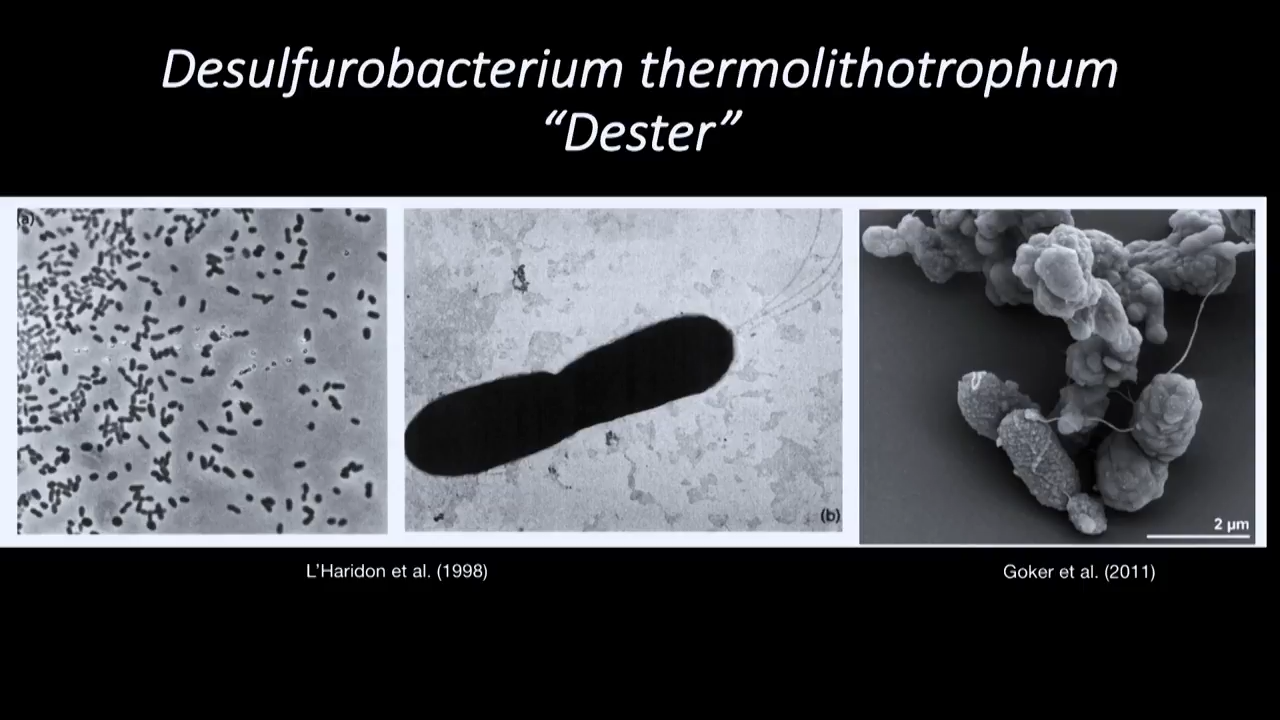 Desulfurobacterium thermolithotrophum
“Dester”
(a)
(b)
2 µm
L’Haridon et al. (1998)
Goker et al. (2011)